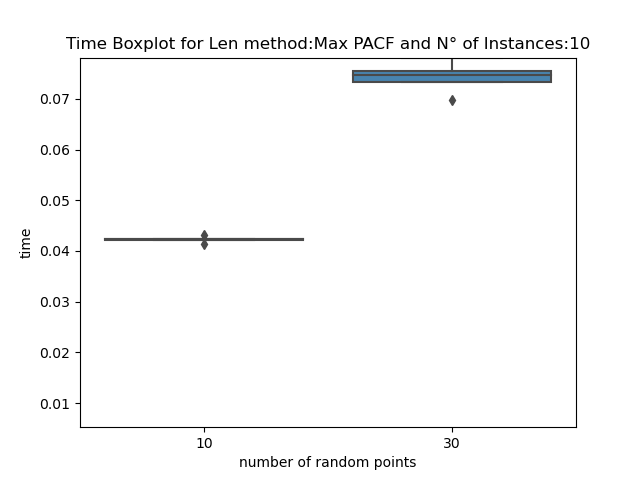 Time Boxplot for Len method:Max PACF and N° of Instances:10
0.07
0.06
0.05
0.04
0.03
0.02
0.01
time
10 30
number of random points